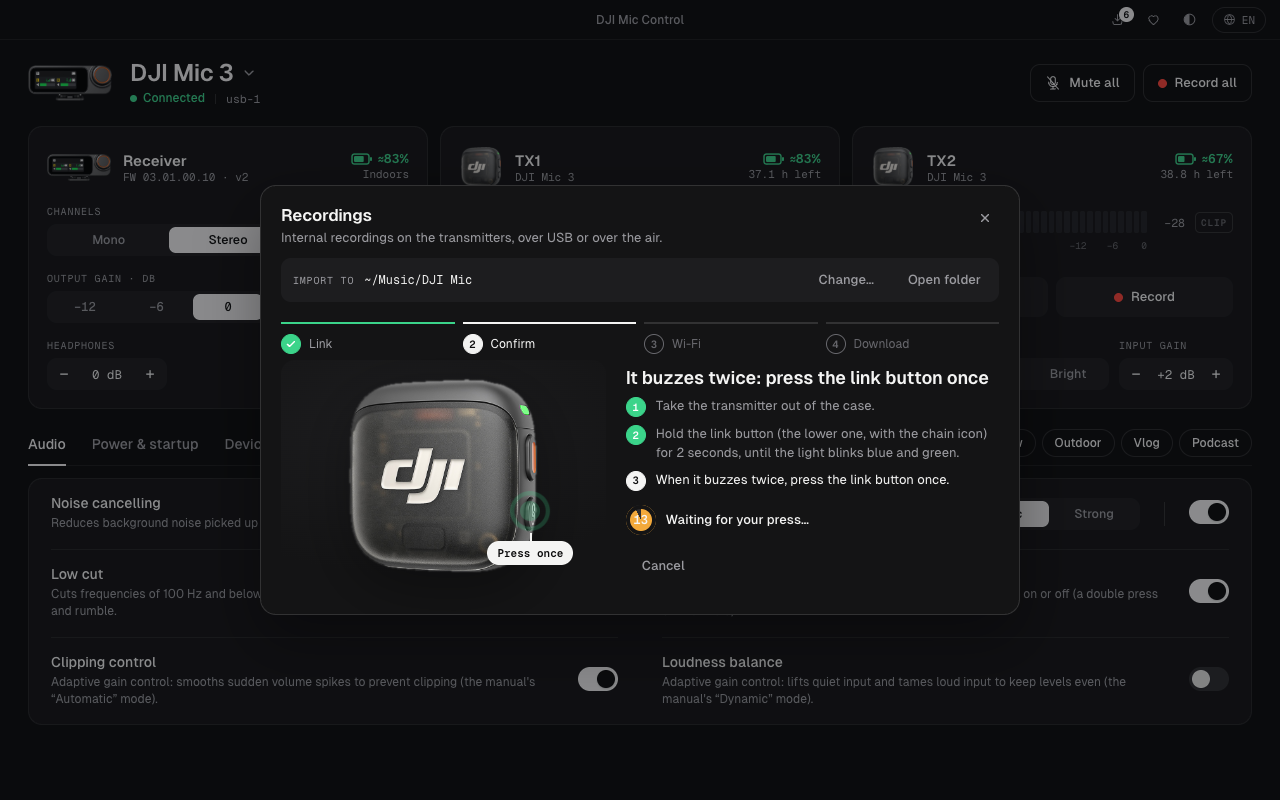 DJI Mic Control
6
EN
DJI Mic 3
Connected
usb-1
Mute all
Record all
Receiver
FW 03.01.00.10 · v2
≈83%
Indoors
TX1
DJI Mic 3
≈83%
37.1 h left
TX2
DJI Mic 3
≈67%
38.8 h left
CHANNELS
Mono
Stereo
OUTPUT GAIN · DB
−12
−6
0
HEADPHONES
− 0 dB +
−28
CLIP
−12 −6 0
Record
INPUT GAIN
Bright
− +2 dB +
Recordings
Internal recordings on the transmitters, over USB or over the air.
IMPORT TO ~/Music/DJI Mic
Change…
Open folder
Link
2 Confirm
3 Wi-Fi
4 Download
dji
Press once
It buzzes twice: press the link button once
1 Take the transmitter out of the case.
2 Hold the link button (the lower one, with the chain icon)
for 2 seconds, until the light blinks blue and green.
3 When it buzzes twice, press the link button once.
13 Waiting for your press…
Cancel
Audio
Power & startup
Outdoor
Vlog
Podcast
Noise cancelling
Reduces background noise picked up
Strong
Low cut
Cuts frequencies of 100 Hz and below
and rumble.
on or off (a double press
Clipping control
Adaptive gain control: smooths sudden volume spikes to prevent clipping (the manual's
“Automatic” mode).
Loudness balance
Adaptive gain control: lifts quiet input and tames loud input to keep levels even (the
manual's “Dynamic” mode).